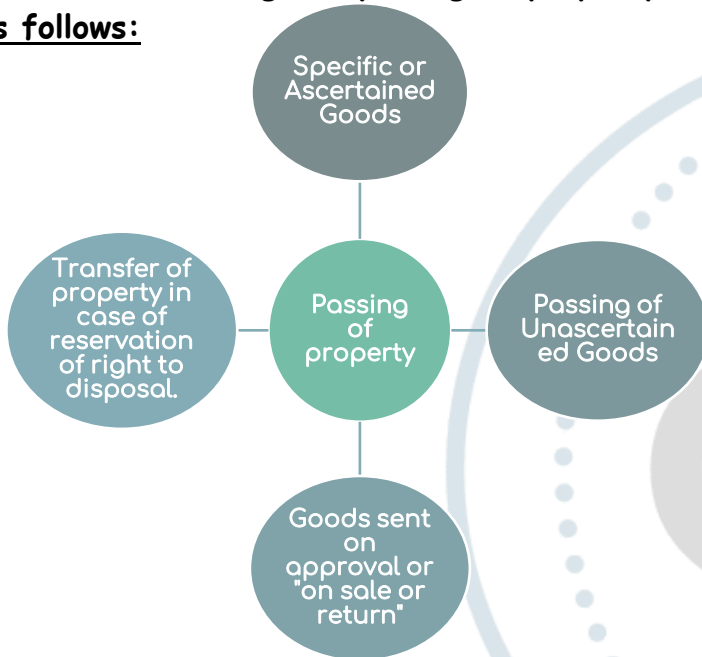 s follows:
Specific or
Ascertained
Goods
Transfer of
property in
case of
reservation
of right to
disposal.
Passing
of
property
Passing of
Unascertain
ed Goods
Goods sent
on
approval or
"on sale or
return"